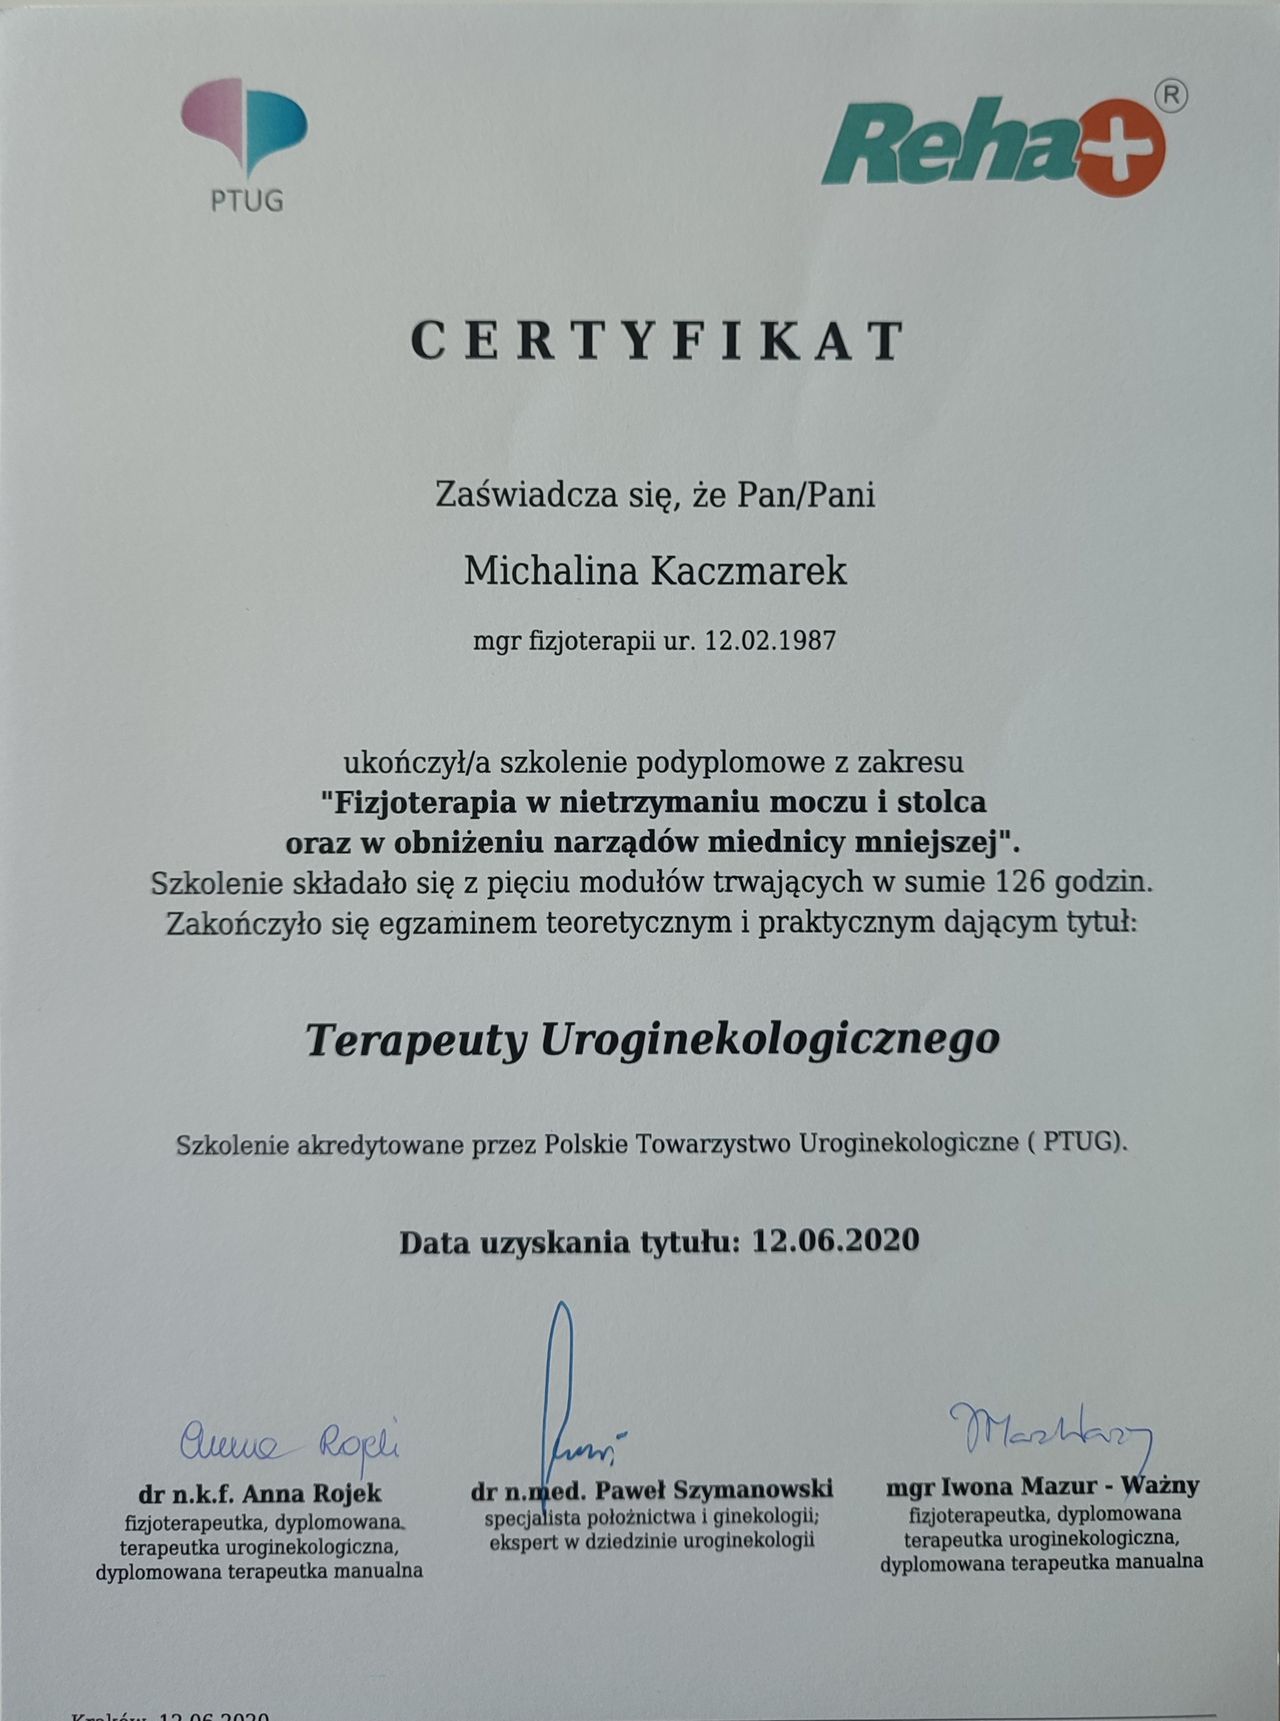 PTUG
Reha+ ®
CERTYFIKAT
Zaświadcza się, że Pan/Pani
Michalina Kaczmarek
mgr fizjoterapii ur. 12.02.1987
ukończył/a szkolenie podyplomowe z zakresu
"Fizjoterapia w nietrzymaniu moczu i stolca
oraz w obniżeniu narządów miednicy mniejszej".
Szkolenie składało się z pięciu modułów trwających w sumie 126 godzin.
Zakończyło się egzaminem teoretycznym i praktycznym dającym tytuł:
Terapeuty Uroginekologicznego
Szkolenie akredytowane przez Polskie Towarzystwo Uroginekologiczne ( PTUG).
Data uzyskania tytułu: 12.06.2020
dr n.k.f. Anna Rojek
fizjoterapeutka, dyplomowana
terapeutka uroginekologiczna,
dyplomowana terapeutka manualna
dr n.med. Paweł Szymanowski
specjalista położnictwa i ginekologii;
ekspert w dziedzinie uroginekologii
mgr Iwona Mazur - Ważny
fizjoterapeutka, dyplomowana
terapeutka uroginekologiczna,
dyplomowana terapeutka manualna
Kraków, 12.06.2020